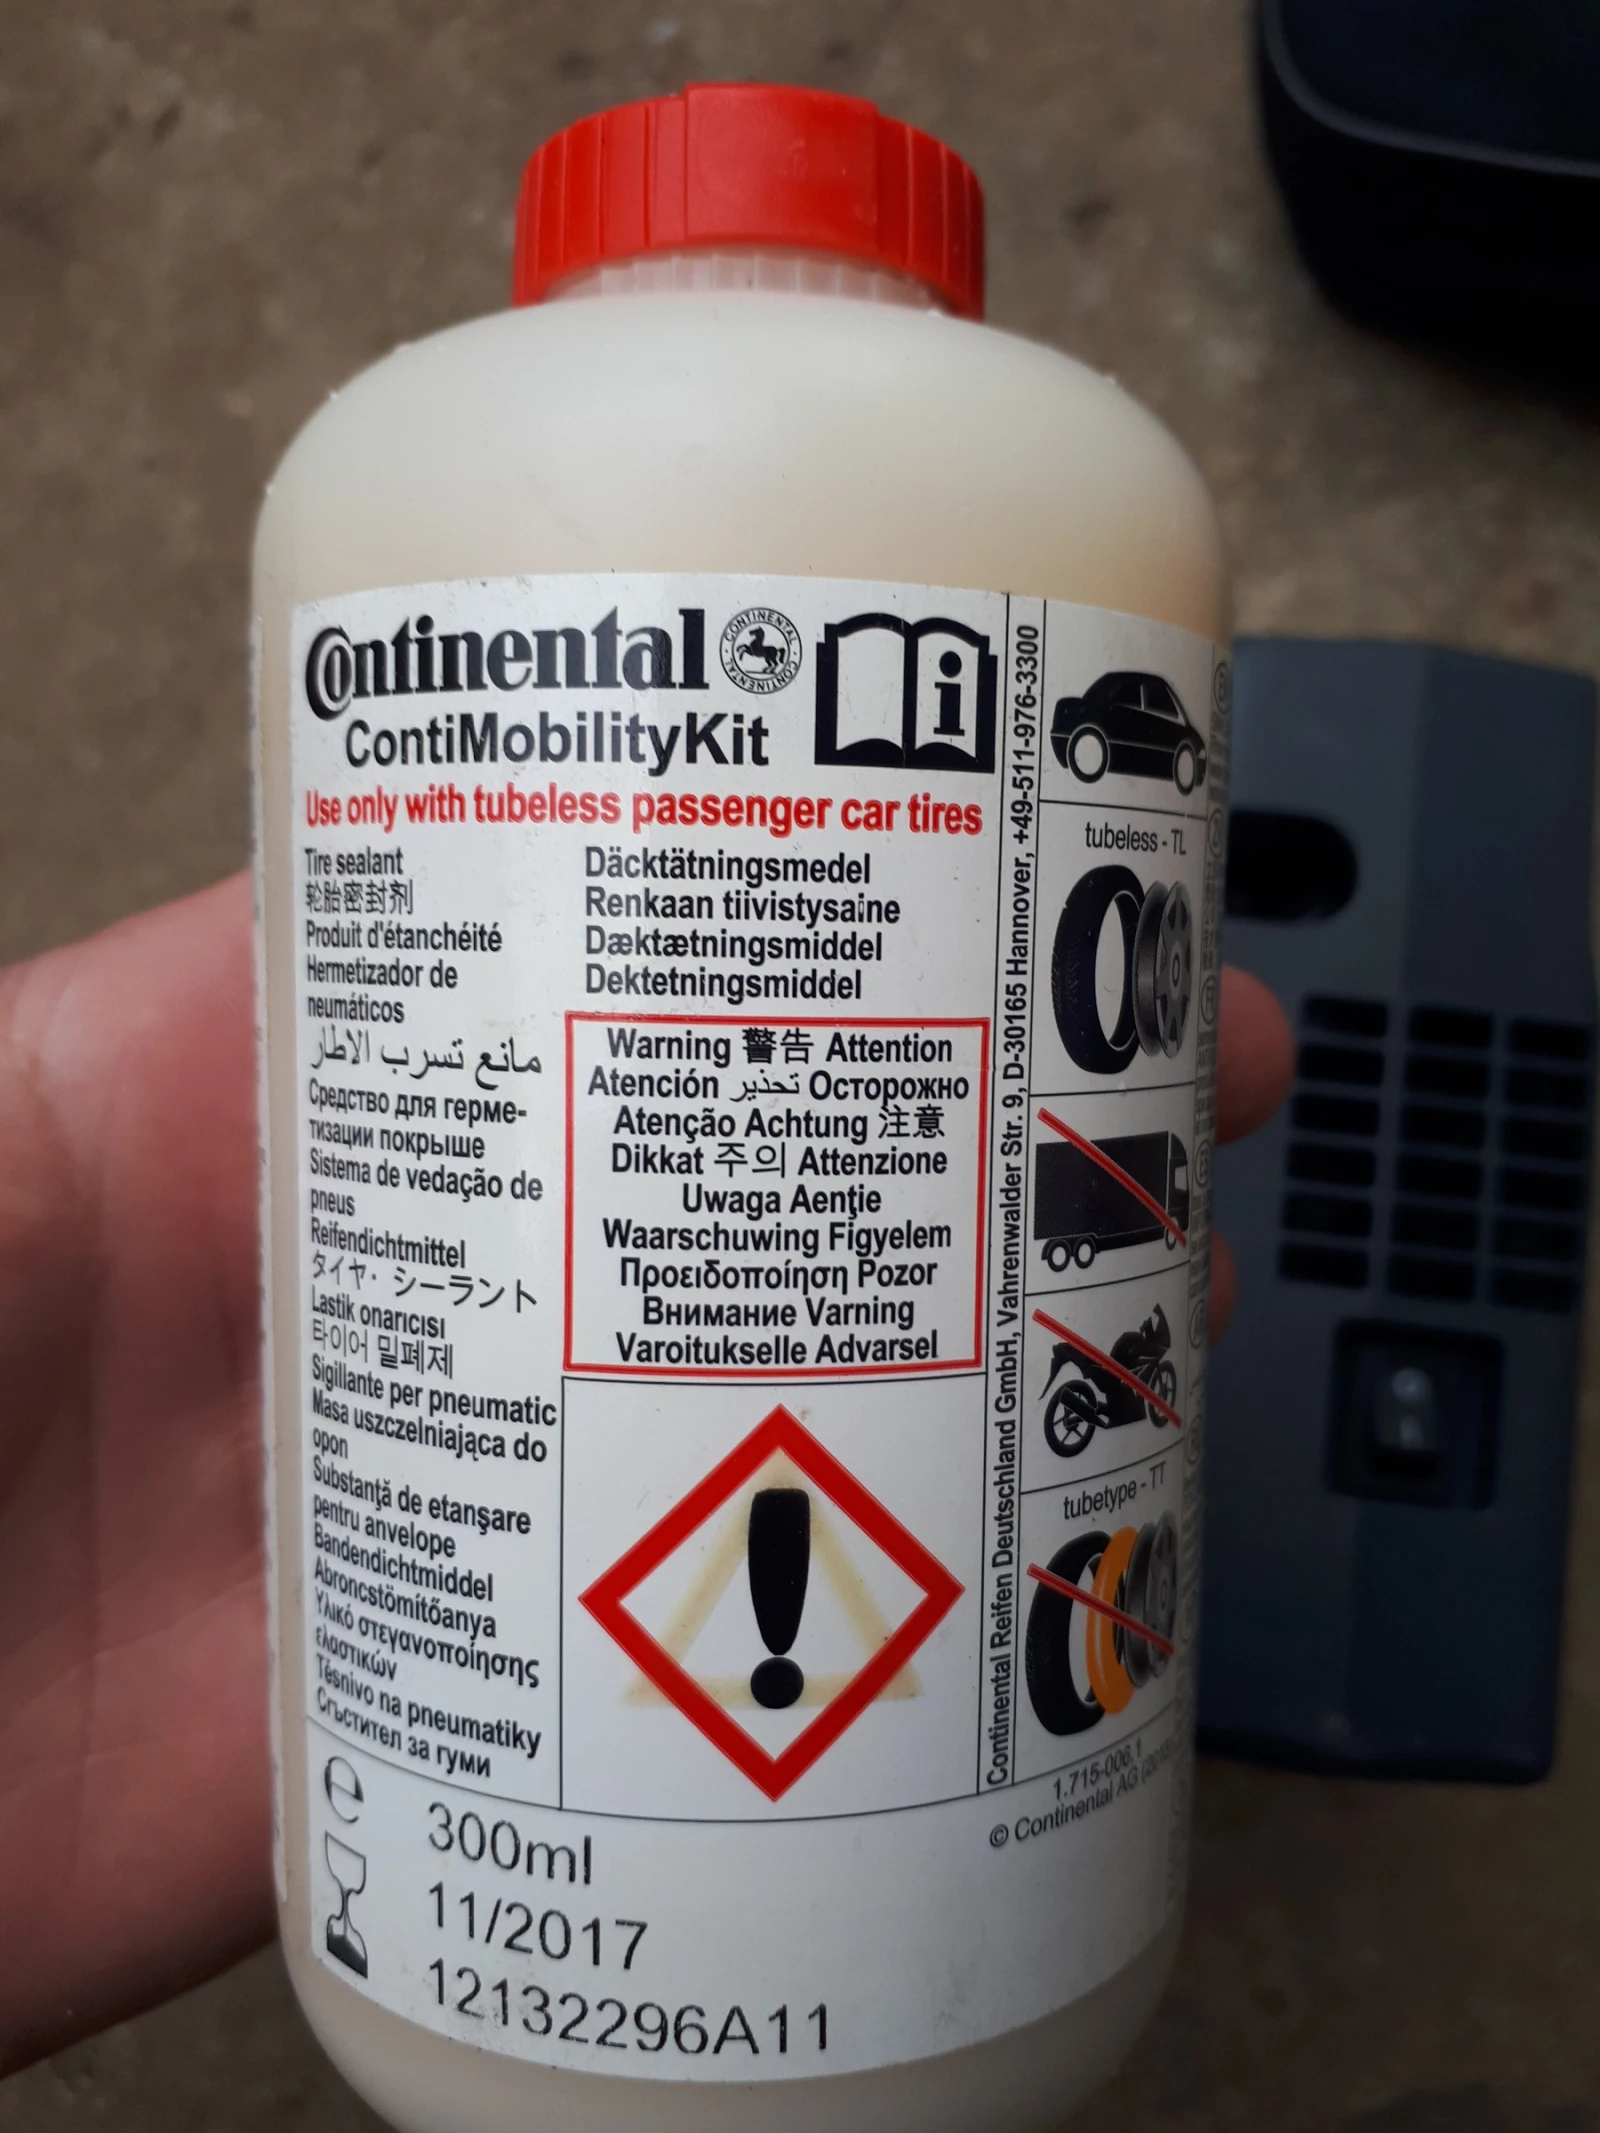 Continental
CONTINENTAL CONTINENTAL
ContiMobilityKit
Use only with tubeless passenger car tires
Tire sealant
轮胎密封剂
Produit d'étanchéité
Hermetizador de
neumáticos
مانع تسرب الاطار
Средство для герме-
тизации покрыше
Sistema de vedação de
pneus
Reifendichtmittel
タイヤ・シーラント
Lastik onarıcısı
타이어 밀폐제
Sigillante per pneumatic
Masa uszczelniająca do
opon
Substanţă de etanşare
pentru anvelope
Bandendichtmiddel
Abroncstömítőanya
Υλικό στεγανοποίησης
ελαστικών
Těsnivo na pneumatiky
Сгъстител за гуми
Däcktätningsmedel
Renkaan tiivistysaine
Dæktætningsmiddel
Dektetningsmiddel
Warning 警告 Attention
Atención تحذير Осторожно
Atenção Achtung 注意
Dikkat 주의 Attenzione
Uwaga Aenţie
Waarschuwing Figyelem
Προειδοποίηση Pozor
Внимание Varning
Varoitukselle Advarsel
Continental Reifen Deutschland GmbH, Vahrenwalder Str. 9, D-30165 Hannover, +49-511-976-3300
tubeless - TL
tubetype - TT
1.715-006.1
© Continental AG
e 300ml
11/2017
12132296A11